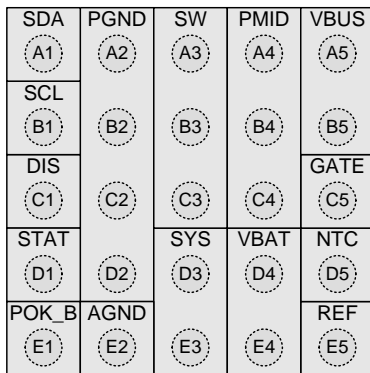 SDA PGND SW PMID VBUS
A1 A2 A3 A4 A5
SCL
B1 B2 B3 B4 B5
DIS GATE
C1 C2 C3 C4 C5
STAT SYS VBAT NTC
D1 D2 D3 D4 D5
POK_B AGND REF
E1 E2 E3 E4 E5